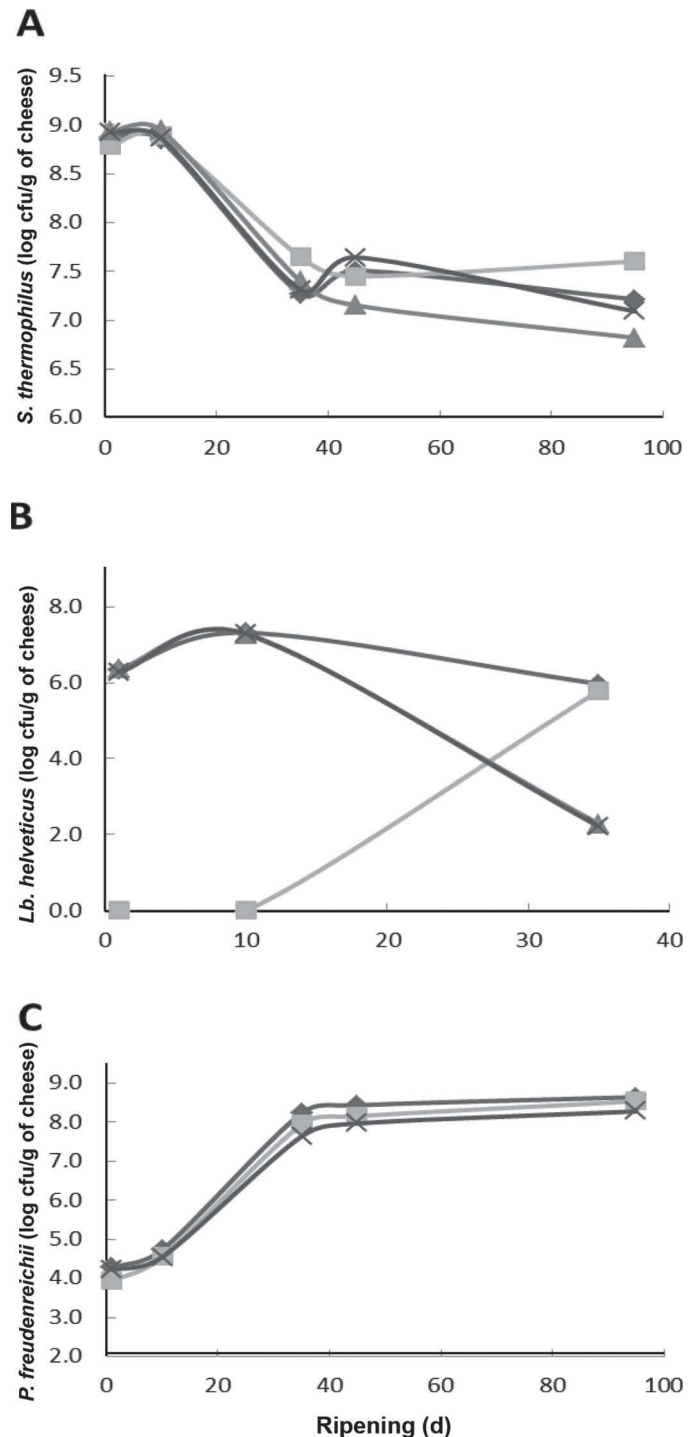 A
S. thermophilus (log cfu/g of cheese)
9.5
9.0
8.5
8.0
7.5
7.0
6.5
6.0
0 20 40 60 80 100
B
Lb. helveticus (log cfu/g of cheese)
8.0
6.0
4.0
2.0
0.0
0 10 20 30 40
C
P. freudenreichii (log cfu/g of cheese)
9.0
8.0
7.0
6.0
5.0
4.0
3.0
2.0
0 20 40 60 80 100
Ripening (d)